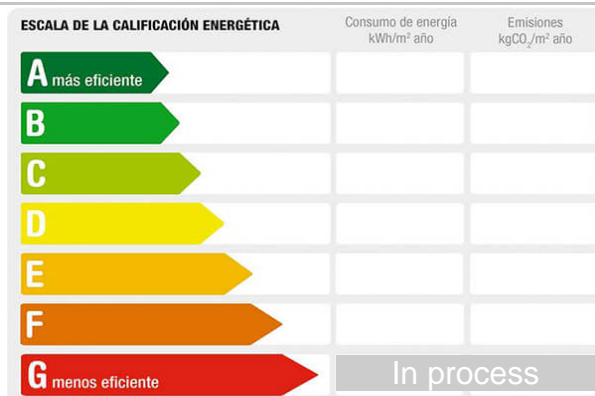 ESCALA DE LA CALIFICACIÓN ENERGÉTICA
Consumo de energía
kWh/m² año
Emisiones
kgCO₂/m² año
A más eficiente
B
C
D
E
F
G menos eficiente
In process